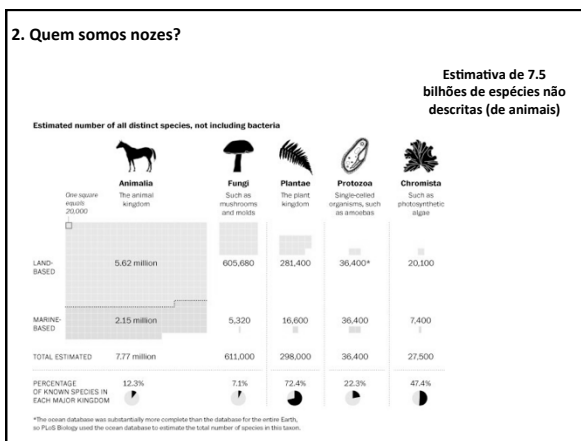 2. Quem somos nozes?
Estimativa de 7.5
bilhões de espécies não
descritas (de animais)
Estimated number of all distinct species, not including bacteria
Animalia
The animal
kingdom
Fungi
Such as
mushrooms
and molds
Plantae
The plant
kingdom
Protozoa
Single-celled
organisms, such
as amoebas
Chromista
Such as
photosynthetic
algae
One square
equals
20,000
LAND-
BASED
5.62 million
605,680
281,400
36,400*
20,100
MARINE-
BASED
2.15 million
5,320
16,600
36,400
7,400
TOTAL ESTIMATED
7.77 million
611,000
298,000
36,400
27,500
PERCENTAGE
OF KNOWN SPECIES IN
EACH MAJOR KINGDOM
12.3%
7.1%
72.4%
22.3%
47.4%
*The ocean database was substantially more complete than the database for the entire Earth,
so PLoS Biology used the ocean database to estimate the total number of species in this taxon.